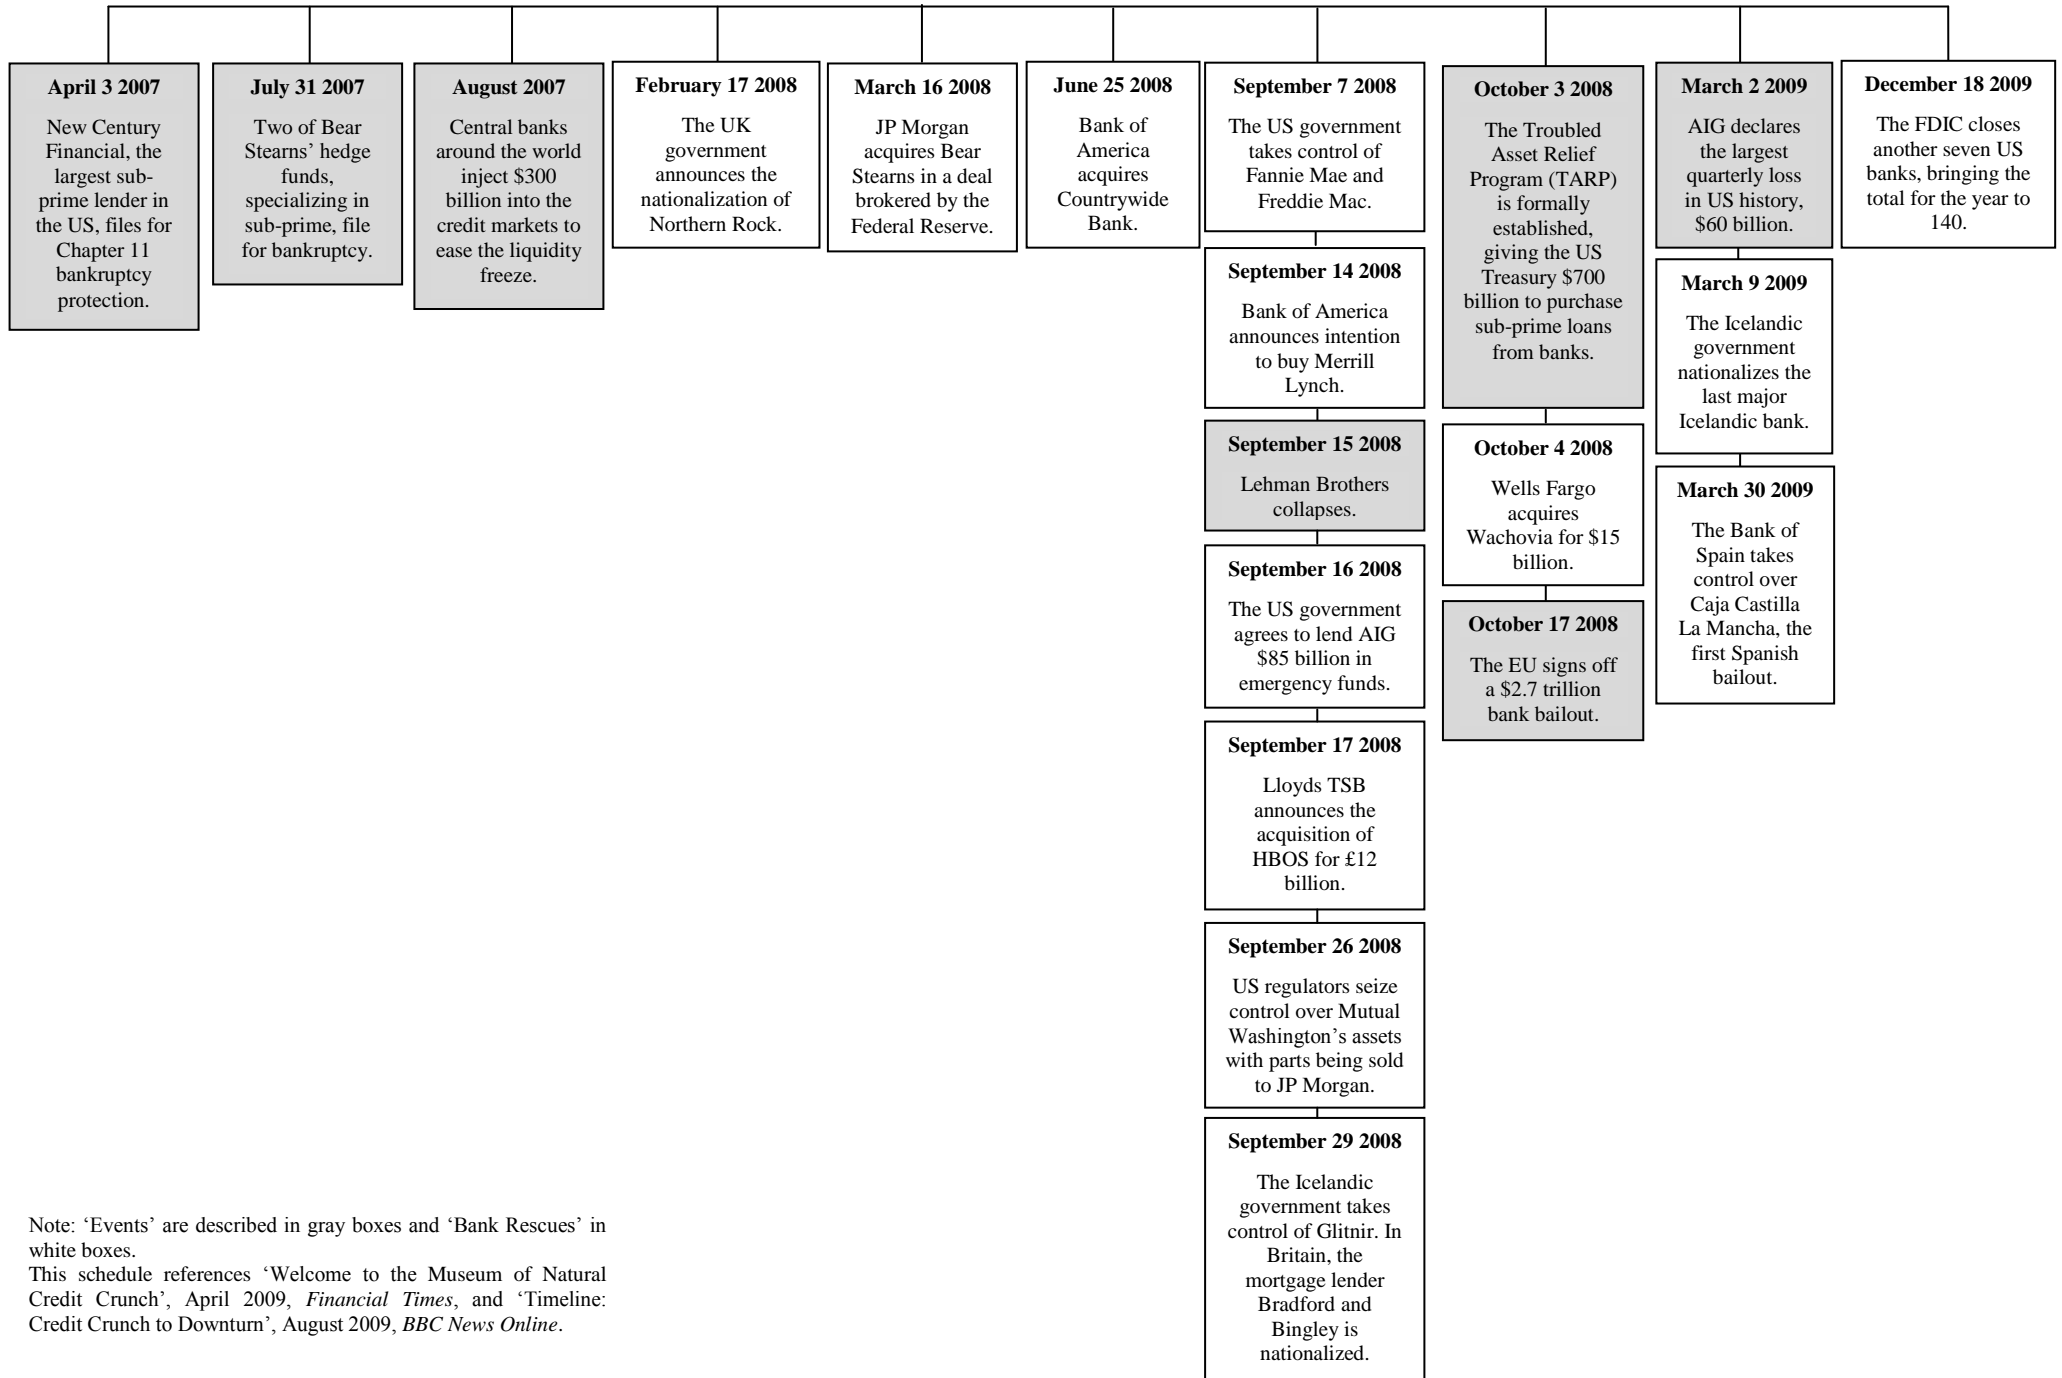 April 3 2007
New Century
Financial, the
largest sub-
prime lender in
the US, files for
Chapter 11
bankruptcy
protection.
July 31 2007
Two of Bear
Stearns’ hedge
funds,
specializing in
sub-prime, file
for bankruptcy.
August 2007
Central banks
around the world
inject $300
billion into the
credit markets to
ease the liquidity
freeze.
February 17 2008
The UK
government
announces the
nationalization of
Northern Rock.
March 16 2008
JP Morgan
acquires Bear
Stearns in a deal
brokered by the
Federal Reserve.
June 25 2008
Bank of
America
acquires
Countrywide
Bank.
September 7 2008
The US government
takes control of
Fannie Mae and
Freddie Mac.
September 14 2008
Bank of America
announces intention
to buy Merrill
Lynch.
September 15 2008
Lehman Brothers
collapses.
September 16 2008
The US government
agrees to lend AIG
$85 billion in
emergency funds.
September 17 2008
Lloyds TSB
announces the
acquisition of
HBOS for £12
billion.
September 26 2008
US regulators seize
control over Mutual
Washington’s assets
with parts being sold
to JP Morgan.
September 29 2008
The Icelandic
government takes
control of Glitnir. In
Britain, the
mortgage lender
Bradford and
Bingley is
nationalized.
October 3 2008
The Troubled
Asset Relief
Program (TARP)
is formally
established,
giving the US
Treasury $700
billion to purchase
sub-prime loans
from banks.
October 4 2008
Wells Fargo
acquires
Wachovia for $15
billion.
October 17 2008
The EU signs off
a $2.7 trillion
bank bailout.
March 2 2009
AIG declares
the largest
quarterly loss
in US history,
$60 billion.
March 9 2009
The Icelandic
government
nationalizes the
last major
Icelandic bank.
March 30 2009
The Bank of
Spain takes
control over
Caja Castilla
La Mancha, the
first Spanish
bailout.
December 18 2009
The FDIC closes
another seven US
banks, bringing the
total for the year to
140.
Note: ‘Events’ are described in gray boxes and ‘Bank Rescues’ in
white boxes.
This schedule references ‘Welcome to the Museum of Natural
Credit Crunch’, April 2009, Financial Times, and ‘Timeline:
Credit Crunch to Downturn’, August 2009, BBC News Online.